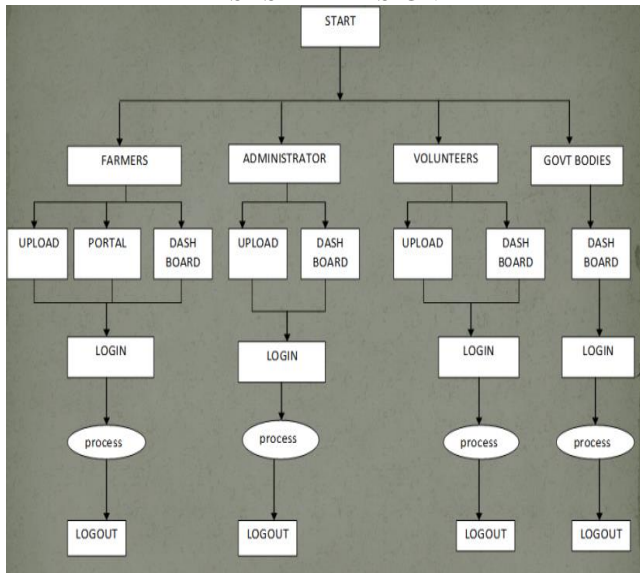 START
FARMERS
ADMINISTRATOR
VOLUNTEERS
GOVT BODIES
UPLOAD
PORTAL
DASH
BOARD
UPLOAD
DASH
BOARD
UPLOAD
DASH
BOARD
DASH
BOARD
LOGIN
LOGIN
LOGIN
LOGIN
process
process
process
process
LOGOUT
LOGOUT
LOGOUT
LOGOUT